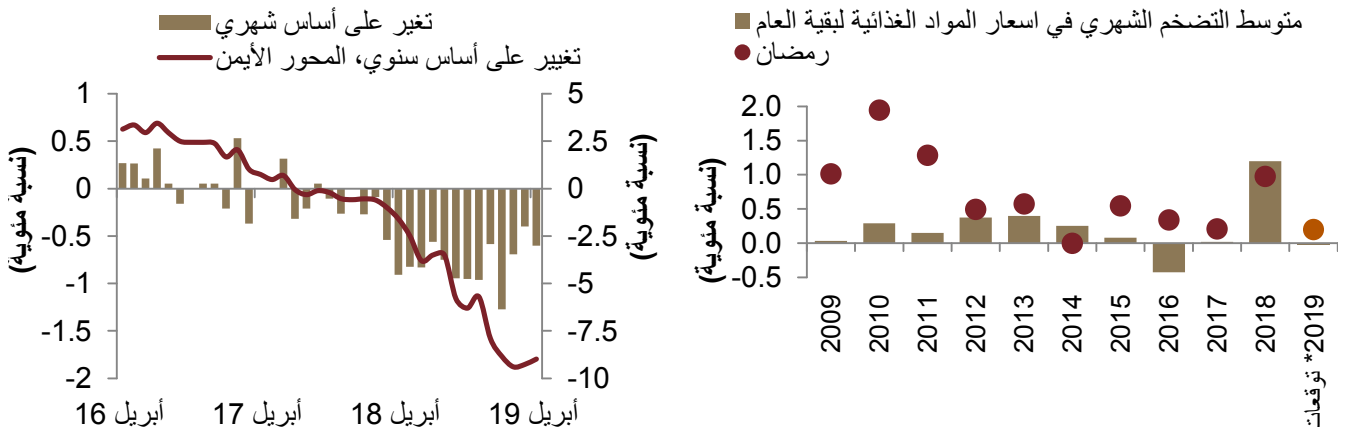 تغير على أساس شهري
تغيير على أساس سنوي، المحور الأيمن
(نسبة مئوية)
1
0.5
0
-0.5
-1
-1.5
-2
5
2.5
0
-2.5
-5
-7.5
-10
(نسبة مئوية)
أبريل 16
أبريل 17
أبريل 18
أبريل 19
متوسط التضخم الشهري في اسعار المواد الغذائية لبقية العام
رمضان
(نسبة مئوية)
2.0
1.5
1.0
0.5
0.0
-0.5
2009
2010
2011
2012
2013
2014
2015
2016
2017
2018
2019* توقعات